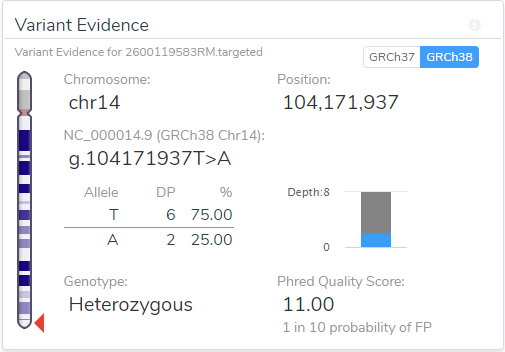 Variant Evidence
Variant Evidence for 2600119583RM.targeted
GRCh37 GRCh38
Chromosome: Position:
chr14 104,171,937
NC_000014.9 (GRCh38 Chr14):
g.104171937T>A
Allele DP %
T 6 75.00
A 2 25.00
Depth:8
0
Genotype: Phred Quality Score:
Heterozygous 11.00
1 in 10 probability of FP